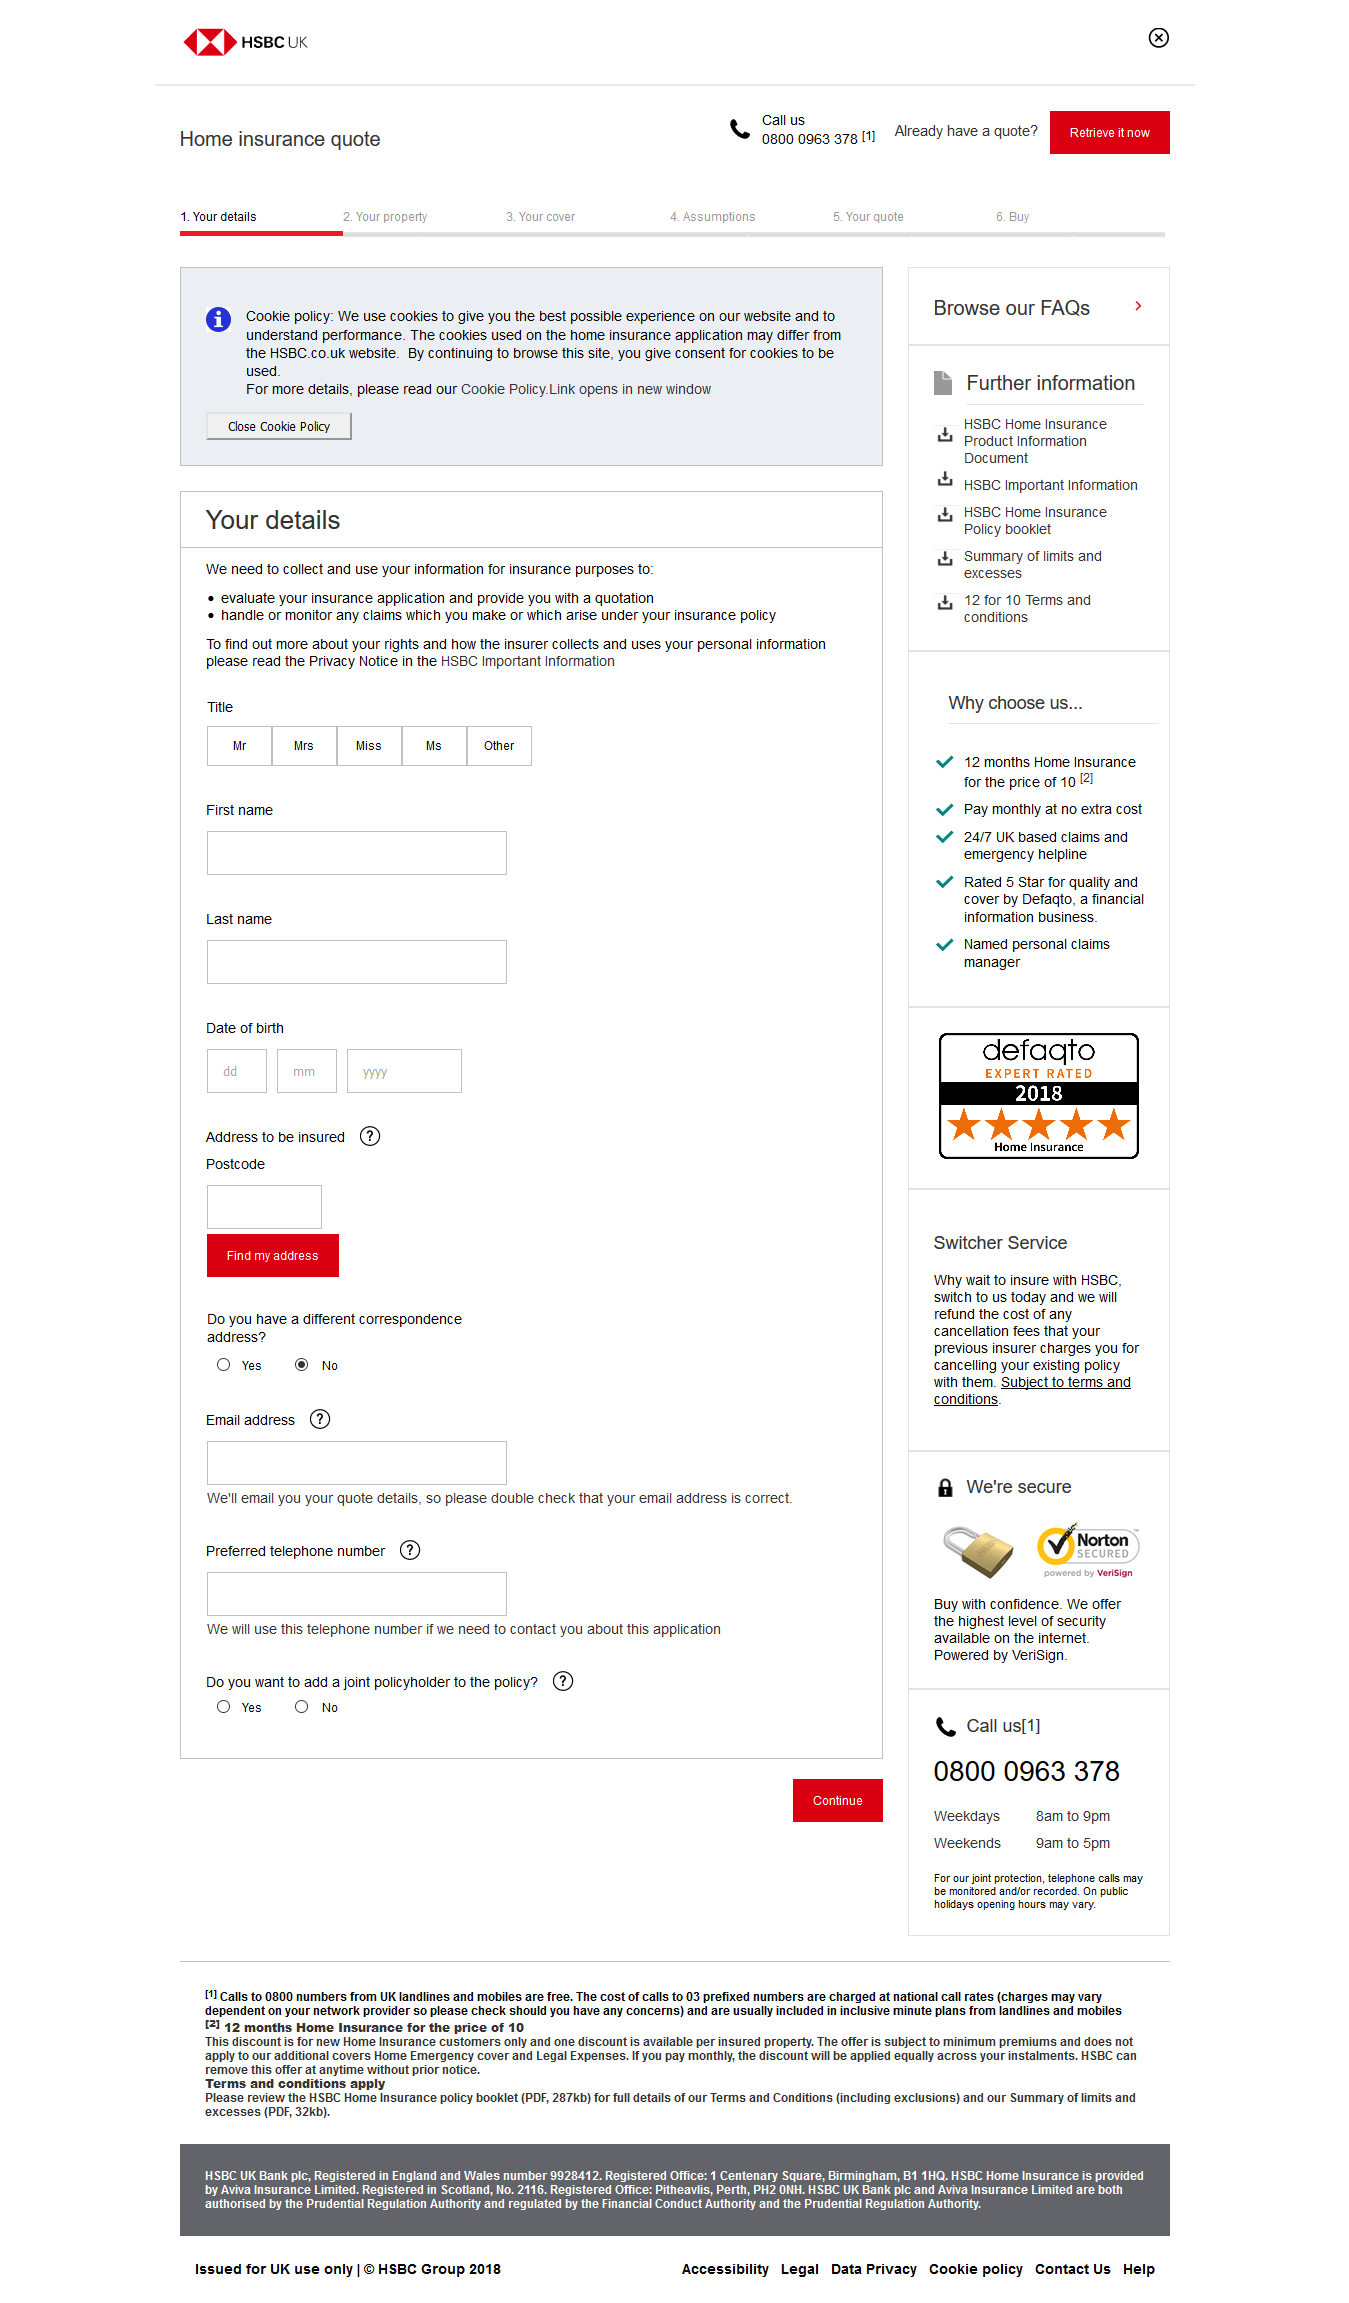 HSBC UK
Home insurance quote
Call us
0800 0963 378 [1]
Already have a quote?
Retrieve it now
1. Your details
2. Your property
3. Your cover
4. Assumptions
5. Your quote
6. Buy
Cookie policy: We use cookies to give you the best possible experience on our website and to
understand performance. The cookies used on the home insurance application may differ from
the HSBC.co.uk website.  By continuing to browse this site, you give consent for cookies to be
used.
For more details, please read our Cookie Policy.Link opens in new window
Close Cookie Policy
Your details
We need to collect and use your information for insurance purposes to:
• evaluate your insurance application and provide you with a quotation
• handle or monitor any claims which you make or which arise under your insurance policy
To find out more about your rights and how the insurer collects and uses your personal information
please read the Privacy Notice in the HSBC Important Information
Title
Mr
Mrs
Miss
Ms
Other
First name
Last name
Date of birth
dd
mm
yyyy
Address to be insured ?
Postcode
Find my address
Do you have a different correspondence
address?
Yes
No
Email address ?
We'll email you your quote details, so please double check that your email address is correct.
Preferred telephone number ?
We will use this telephone number if we need to contact you about this application
Do you want to add a joint policyholder to the policy? ?
Yes
No
Continue
Browse our FAQs
Further information
HSBC Home Insurance
Product Information
Document
HSBC Important Information
HSBC Home Insurance
Policy booklet
Summary of limits and
excesses
12 for 10 Terms and
conditions
Why choose us...
12 months Home Insurance
for the price of 10 [2]
Pay monthly at no extra cost
24/7 UK based claims and
emergency helpline
Rated 5 Star for quality and
cover by Defaqto, a financial
information business.
Named personal claims
manager
defaqto
EXPERT RATED
2018
Home Insurance
Switcher Service
Why wait to insure with HSBC,
switch to us today and we will
refund the cost of any
cancellation fees that your
previous insurer charges you for
cancelling your existing policy
with them. Subject to terms and
conditions.
We're secure
Norton
SECURED
powered by VeriSign
Buy with confidence. We offer
the highest level of security
available on the internet.
Powered by VeriSign.
Call us[1]
0800 0963 378
Weekdays 8am to 9pm
Weekends 9am to 5pm
For our joint protection, telephone calls may
be monitored and/or recorded. On public
holidays opening hours may vary.
[1] Calls to 0800 numbers from UK landlines and mobiles are free. The cost of calls to 03 prefixed numbers are charged at national call rates (charges may vary
dependent on your network provider so please check should you have any concerns) and are usually included in inclusive minute plans from landlines and mobiles
[2] 12 months Home Insurance for the price of 10
This discount is for new Home Insurance customers only and one discount is available per insured property. The offer is subject to minimum premiums and does not
apply to our additional covers Home Emergency cover and Legal Expenses. If you pay monthly, the discount will be applied equally across your instalments. HSBC can
remove this offer at anytime without prior notice.
Terms and conditions apply
Please review the HSBC Home Insurance policy booklet (PDF, 287kb) for full details of our Terms and Conditions (including exclusions) and our Summary of limits and
excesses (PDF, 32kb).
HSBC UK Bank plc, Registered in England and Wales number 9928412. Registered Office: 1 Centenary Square, Birmingham, B1 1HQ. HSBC Home Insurance is provided
by Aviva Insurance Limited. Registered in Scotland, No. 2116. Registered Office: Pitheavlis, Perth, PH2 0NH. HSBC UK Bank plc and Aviva Insurance Limited are both
authorised by the Prudential Regulation Authority and regulated by the Financial Conduct Authority and the Prudential Regulation Authority.
Issued for UK use only | © HSBC Group 2018
Accessibility Legal Data Privacy Cookie policy Contact Us Help